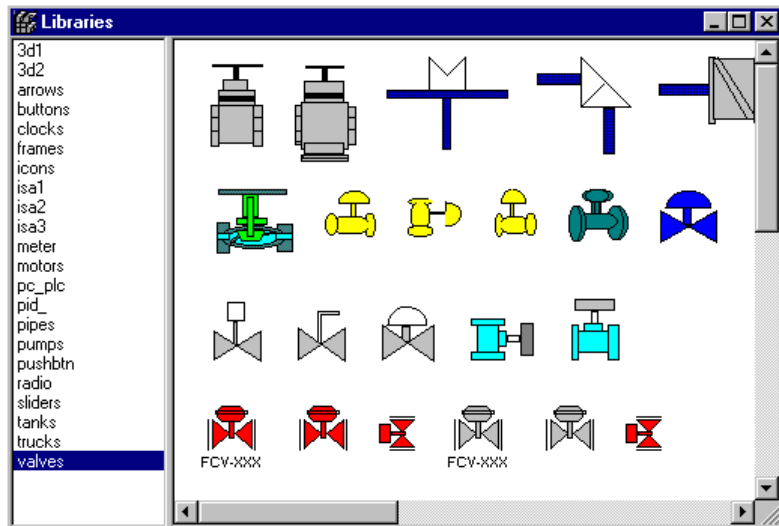 Libraries
3d1
3d2
arrows
buttons
clocks
frames
icons
isa1
isa2
isa3
meter
motors
pc_plc
pid_
pipes
pumps
pushbtn
radio
sliders
tanks
trucks
valves
FCV-XXX FCV-XXX